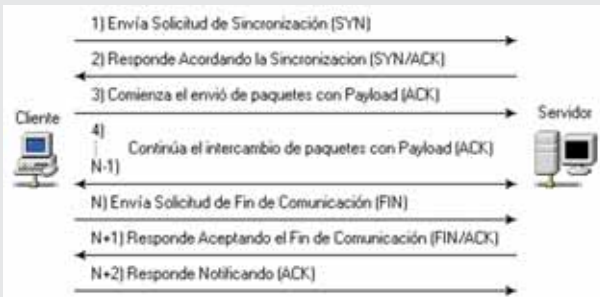 1) Envía Solicitud de Sincronización (SYN)
2) Responde Acordando la Sincronizacion (SYN/ACK)
3) Comienza el envió de paquetes con Payload (ACK)
Cliente
Servidor
4)
Continúa el intercambio de paquetes con Payload (ACK)
N-1)
N) Envía Solicitud de Fin de Comunicación (FIN)
N+1) Responde Aceptando el Fin de Comunicación (FIN/ACK)
N+2) Responde Notificando (ACK)